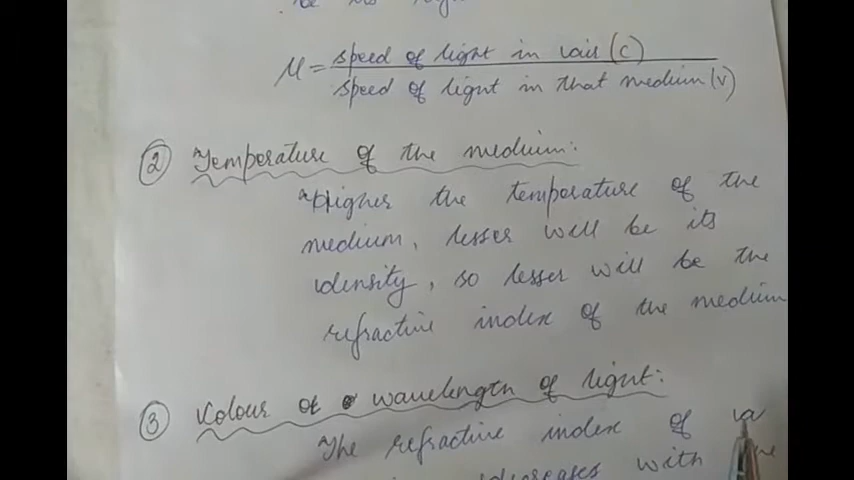 μ = speed of light in air (c)
speed of light in that medium (v)
② Temperature of the medium:
Higher the temperature of the
medium, lesser will be its
density, so lesser will be the
refractive index of the medium
③ Colour of wavelength of light:
The refractive index of a
decreases with